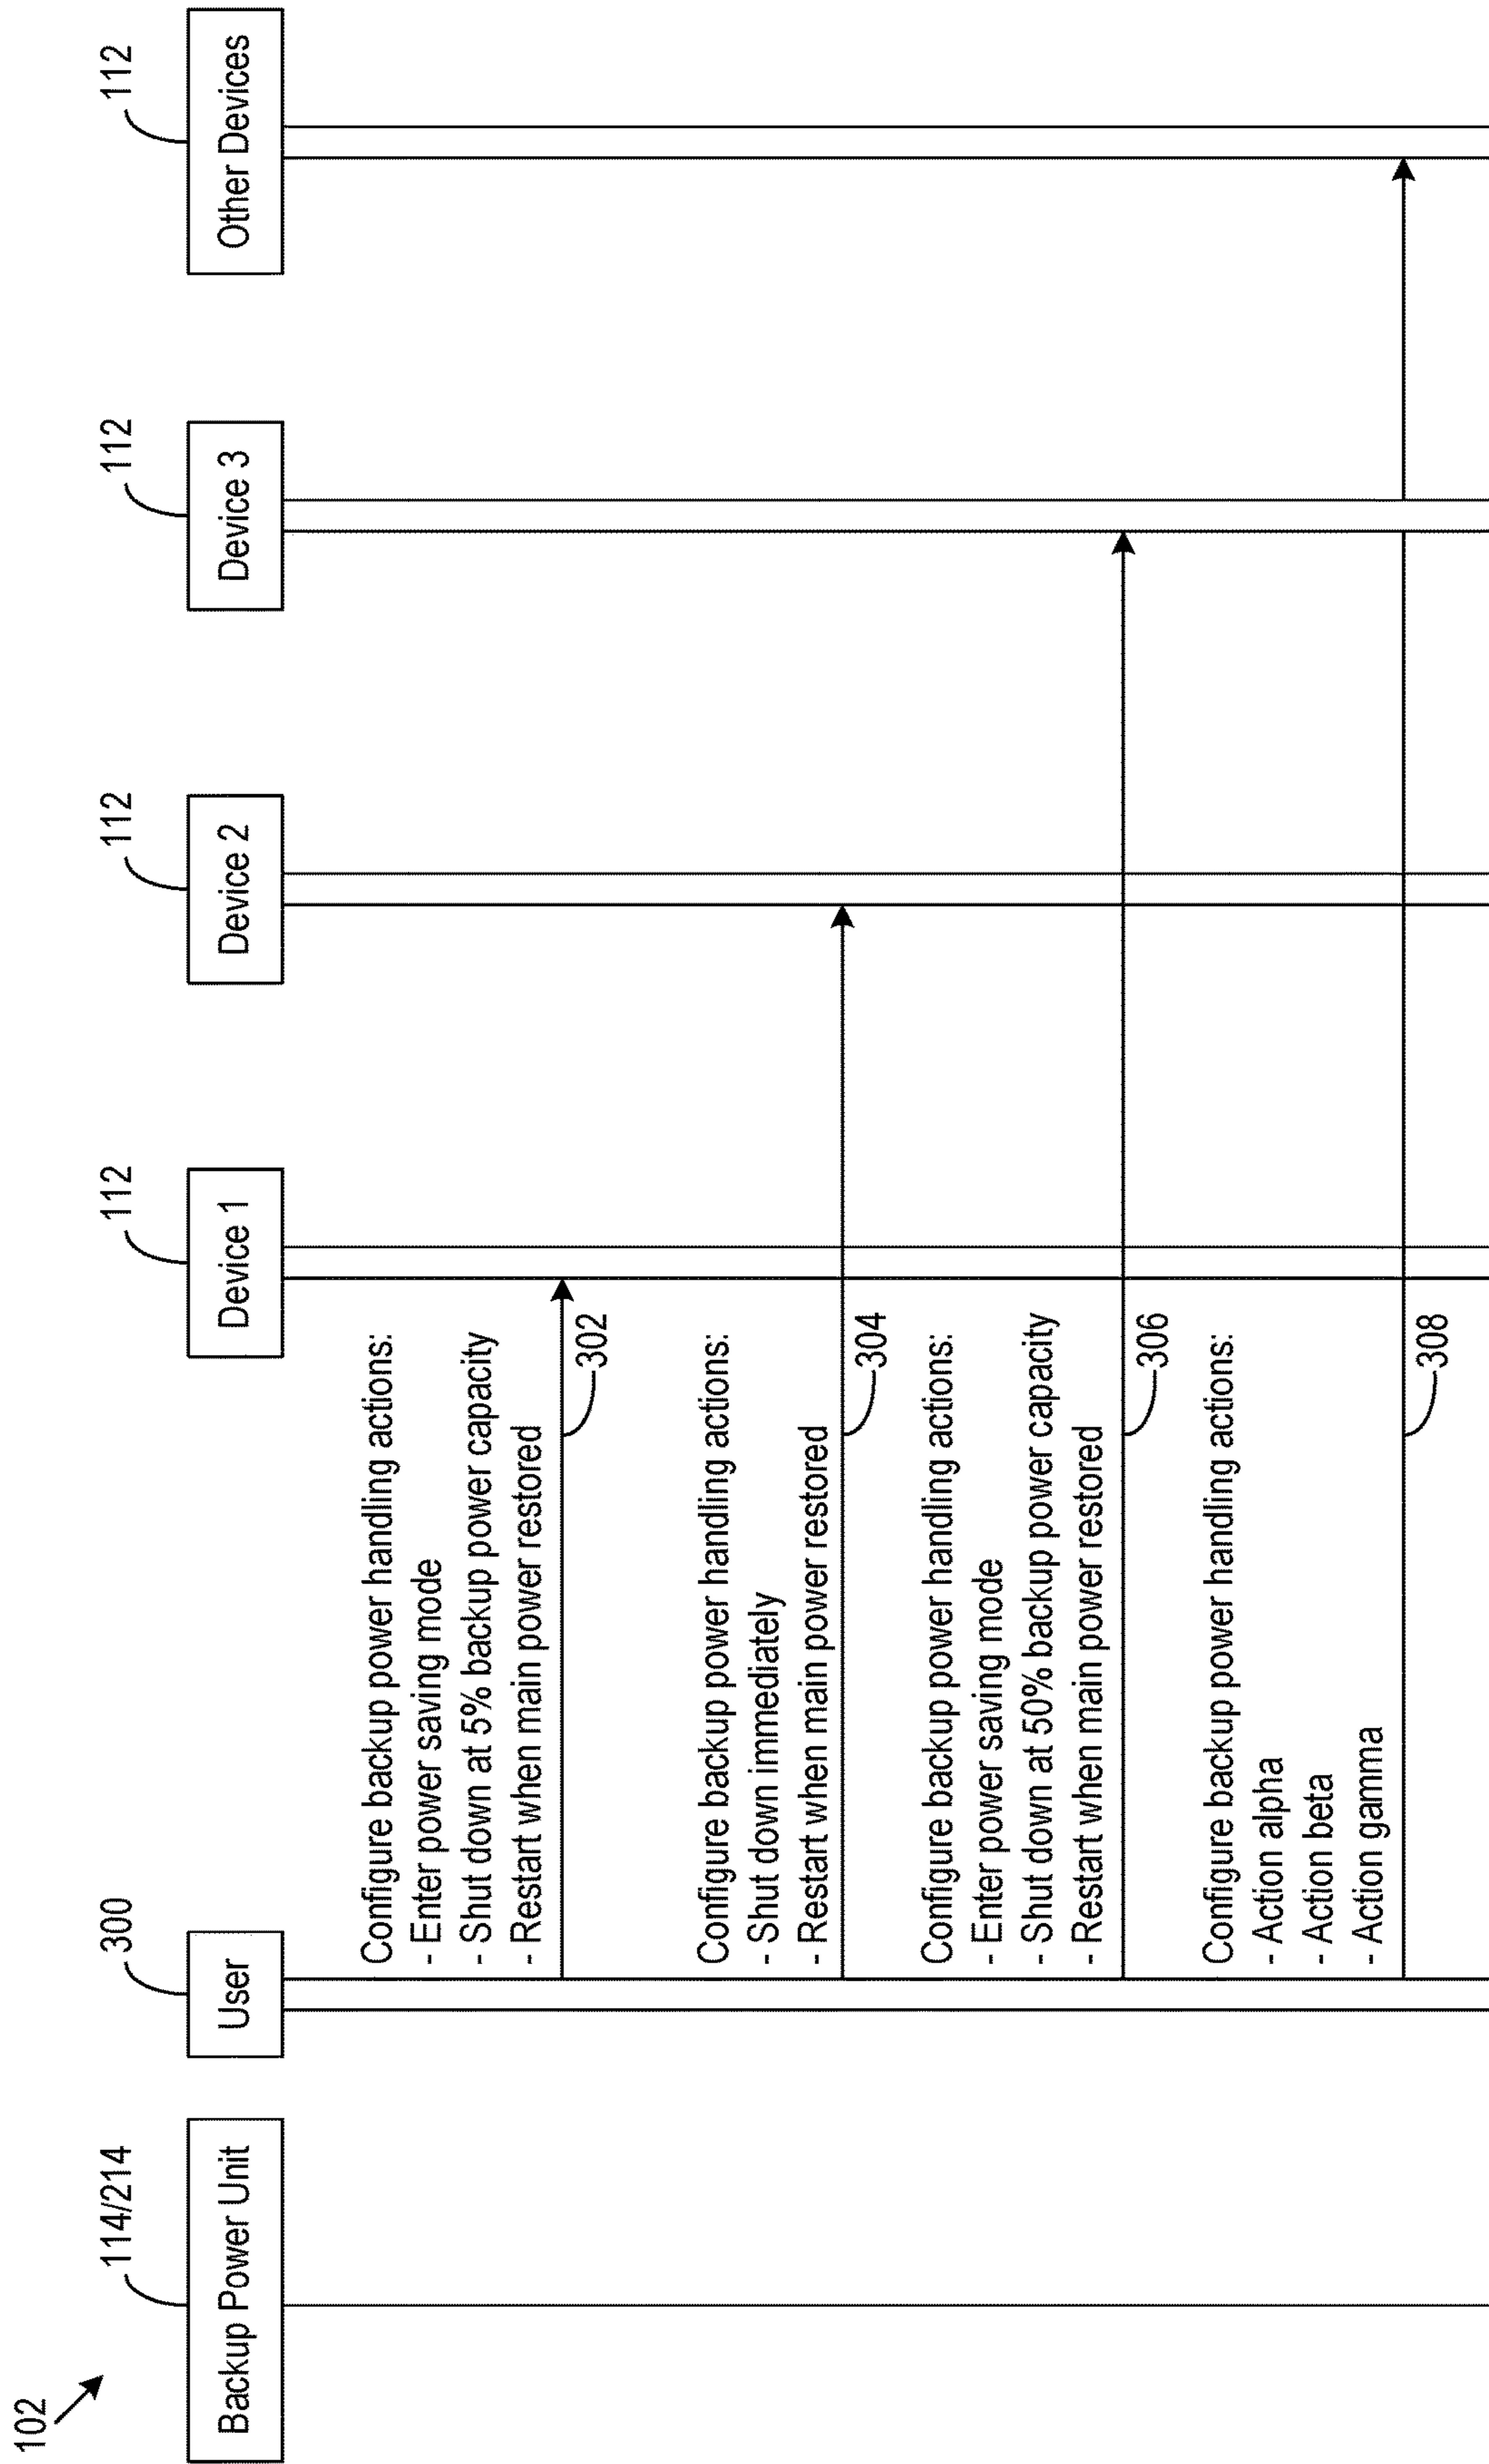 102
114/214
300
112
112
112
112
Backup Power Unit
User
Device 1
Device 2
Device 3
Other Devices
Configure backup power handling actions:
- Enter power saving mode
- Shut down at 5% backup power capacity
- Restart when main power restored
302
Configure backup power handling actions:
- Shut down immediately
- Restart when main power restored
304
Configure backup power handling actions:
- Enter power saving mode
- Shut down at 50% backup power capacity
- Restart when main power restored
306
Configure backup power handling actions:
- Action alpha
- Action beta
- Action gamma
308